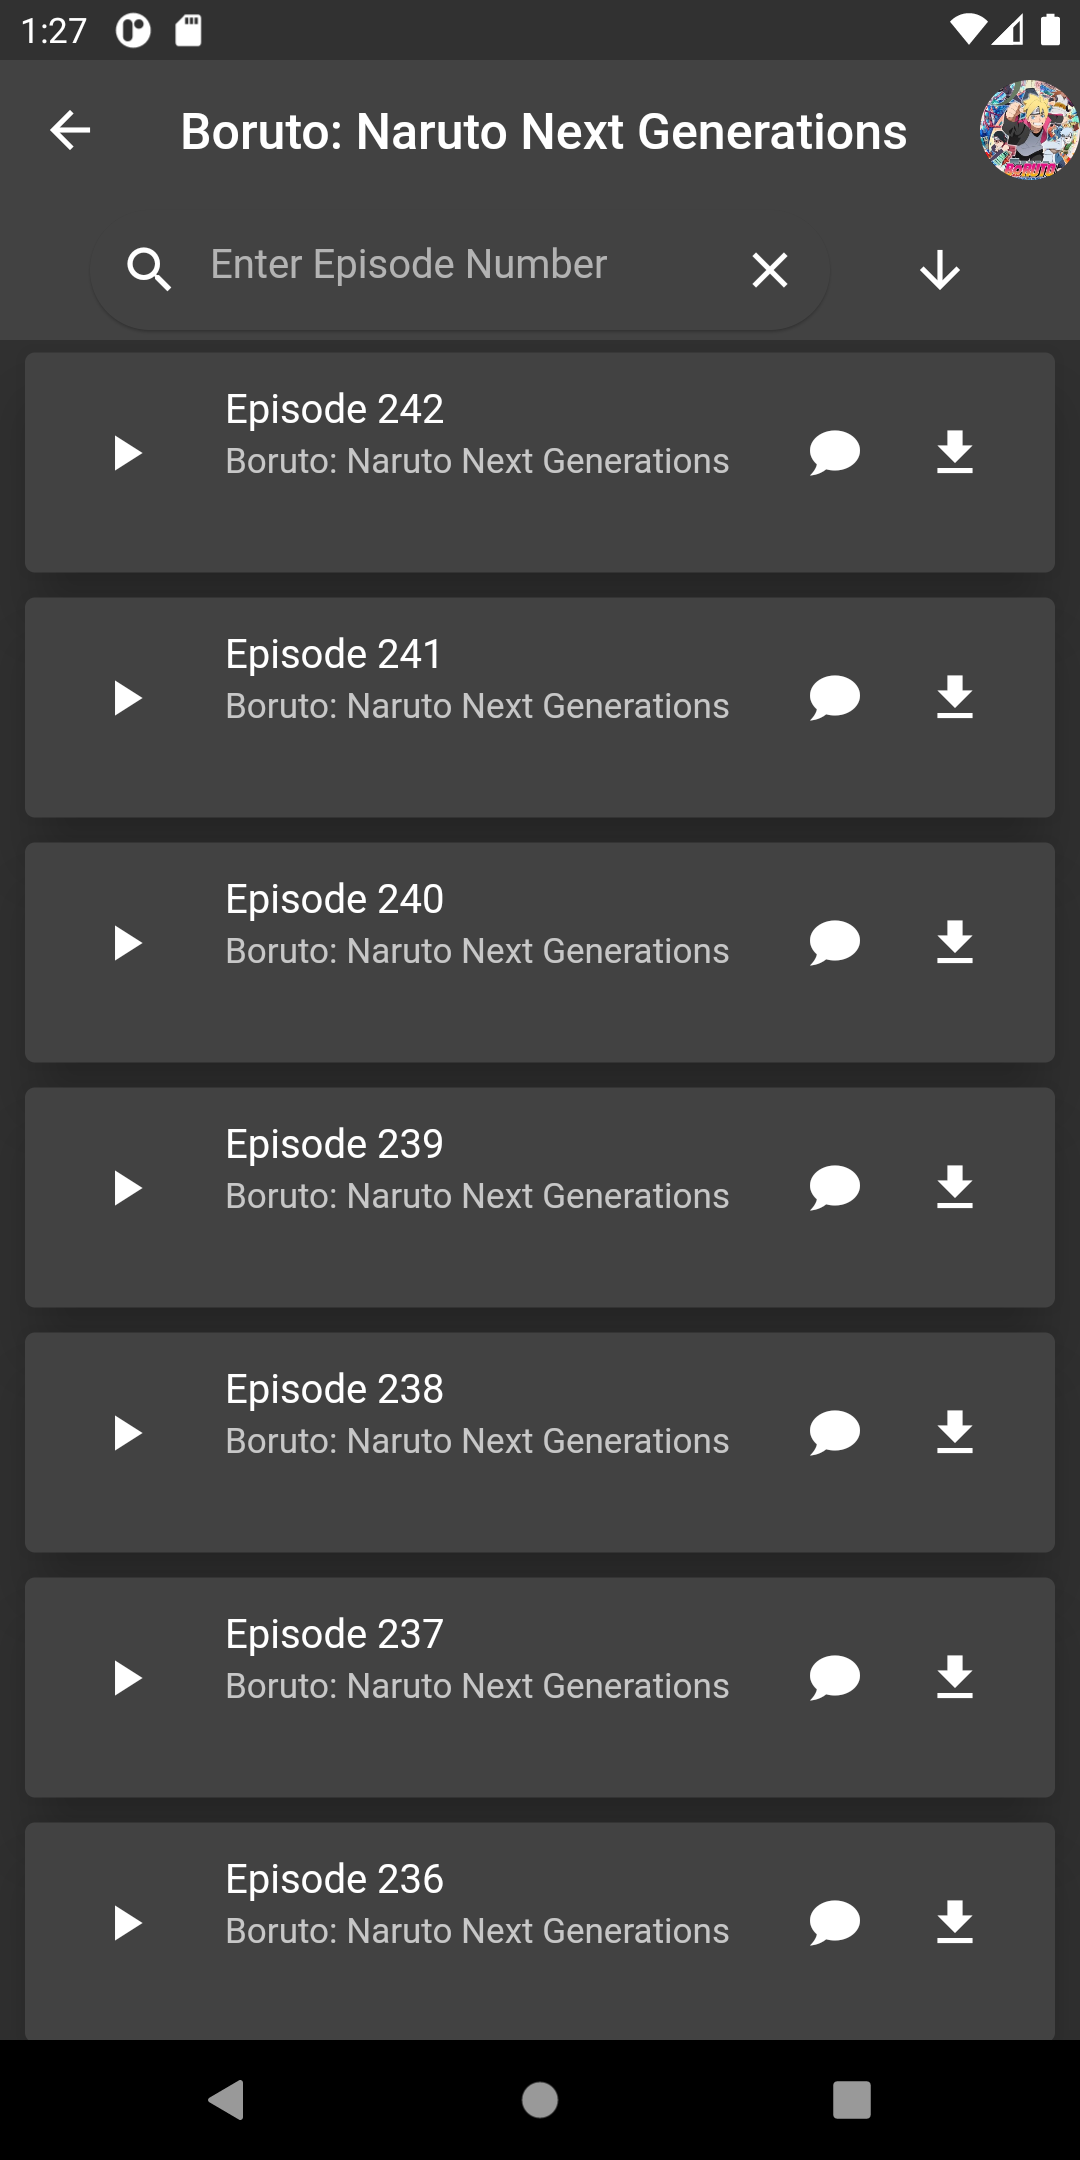 1:27
Boruto: Naruto Next Generations
BORUTO
Enter Episode Number
Episode 242
Boruto: Naruto Next Generations
Episode 241
Boruto: Naruto Next Generations
Episode 240
Boruto: Naruto Next Generations
Episode 239
Boruto: Naruto Next Generations
Episode 238
Boruto: Naruto Next Generations
Episode 237
Boruto: Naruto Next Generations
Episode 236
Boruto: Naruto Next Generations